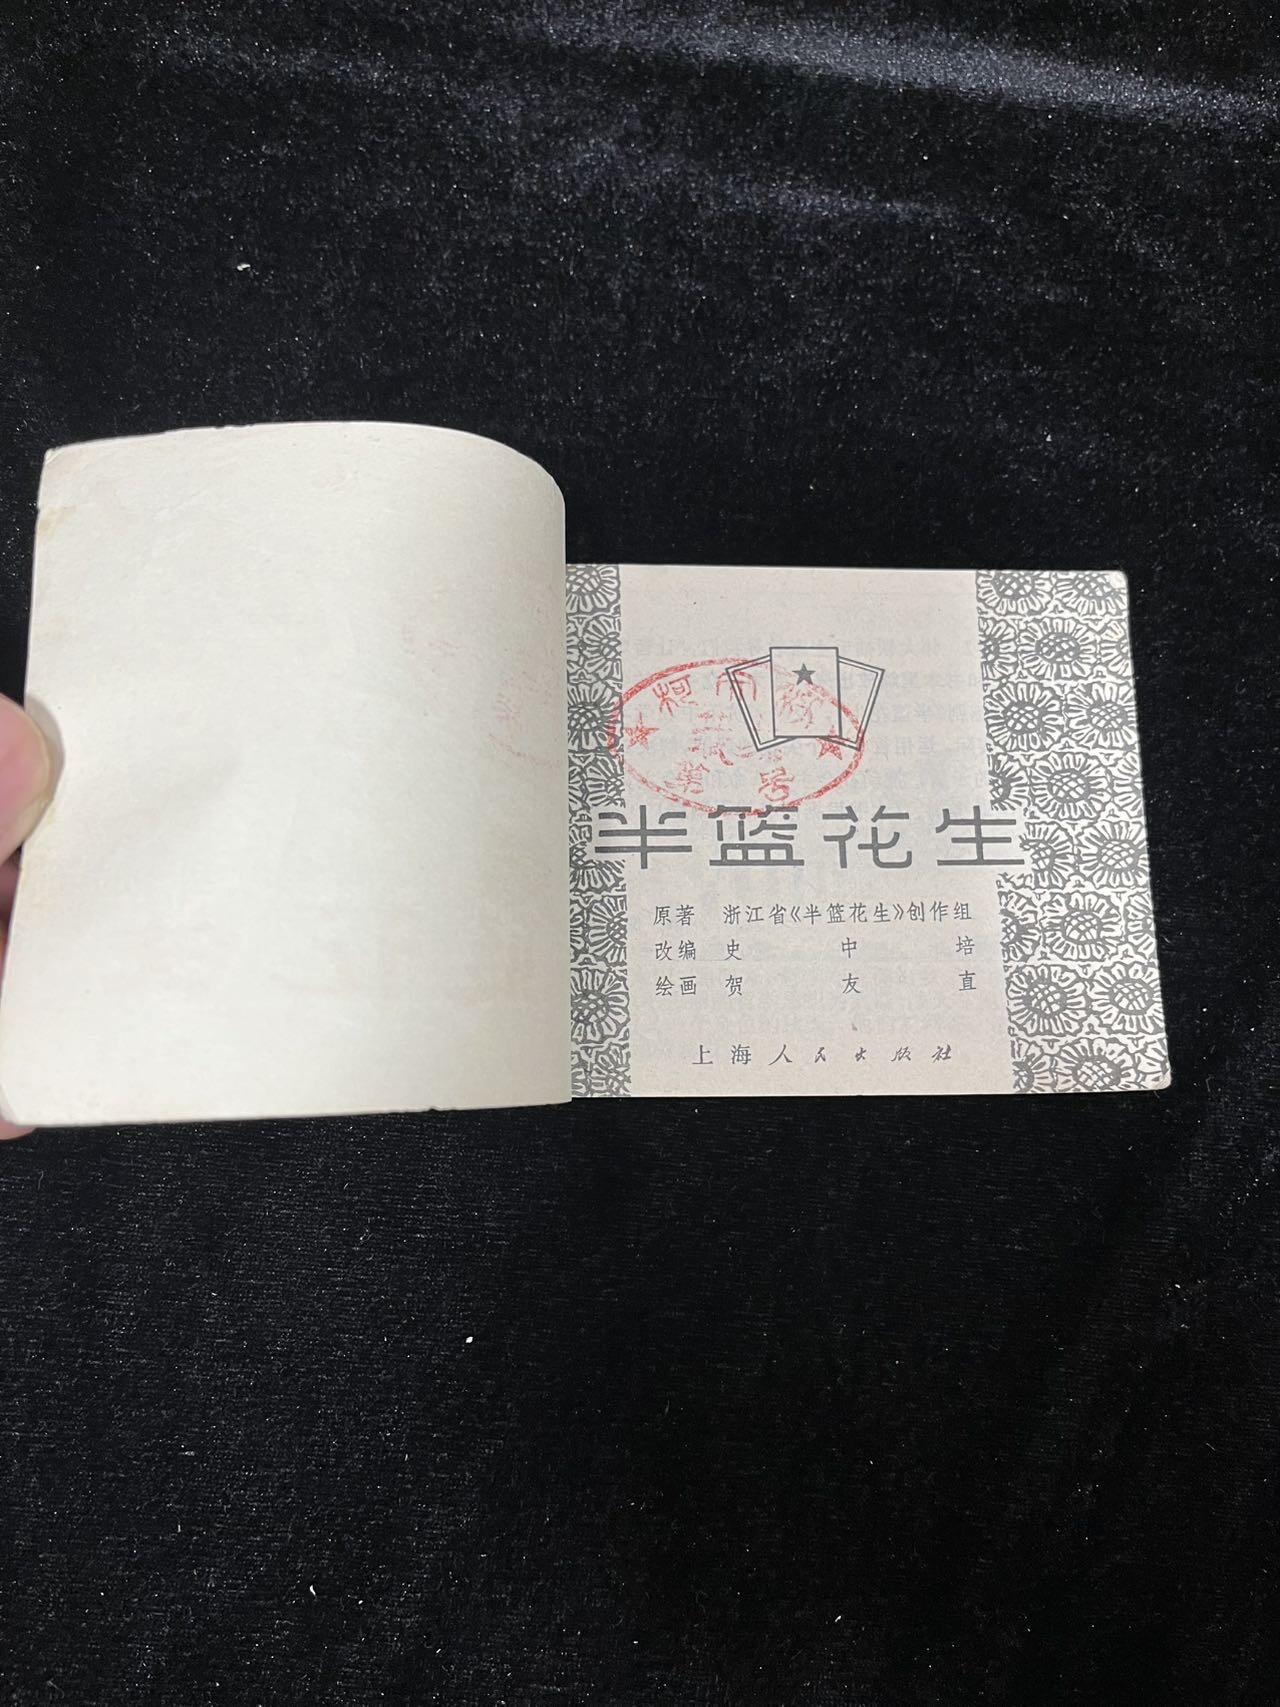 半篮花生
原著 浙江省《半篮花生》创作组
改编 史中培
绘画 贺友直
上海人民出版社